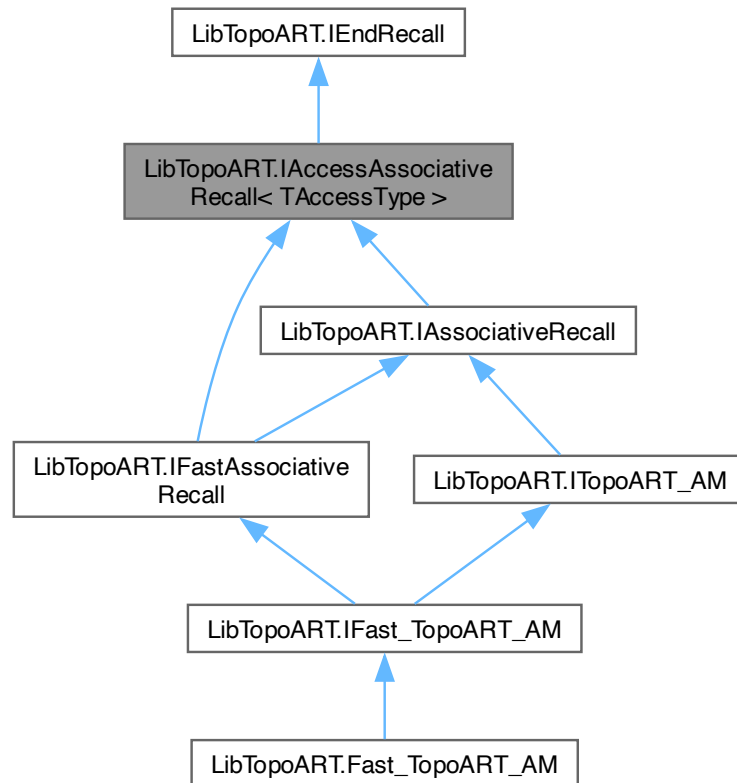 LibTopoART.IEndRecall
LibTopoART.IAccessAssociative
Recall< TAccessType >
LibTopoART.IAssociativeRecall
LibTopoART.IFastAssociative
Recall
LibTopoART.ITopoART_AM
LibTopoART.IFast_TopoART_AM
LibTopoART.Fast_TopoART_AM